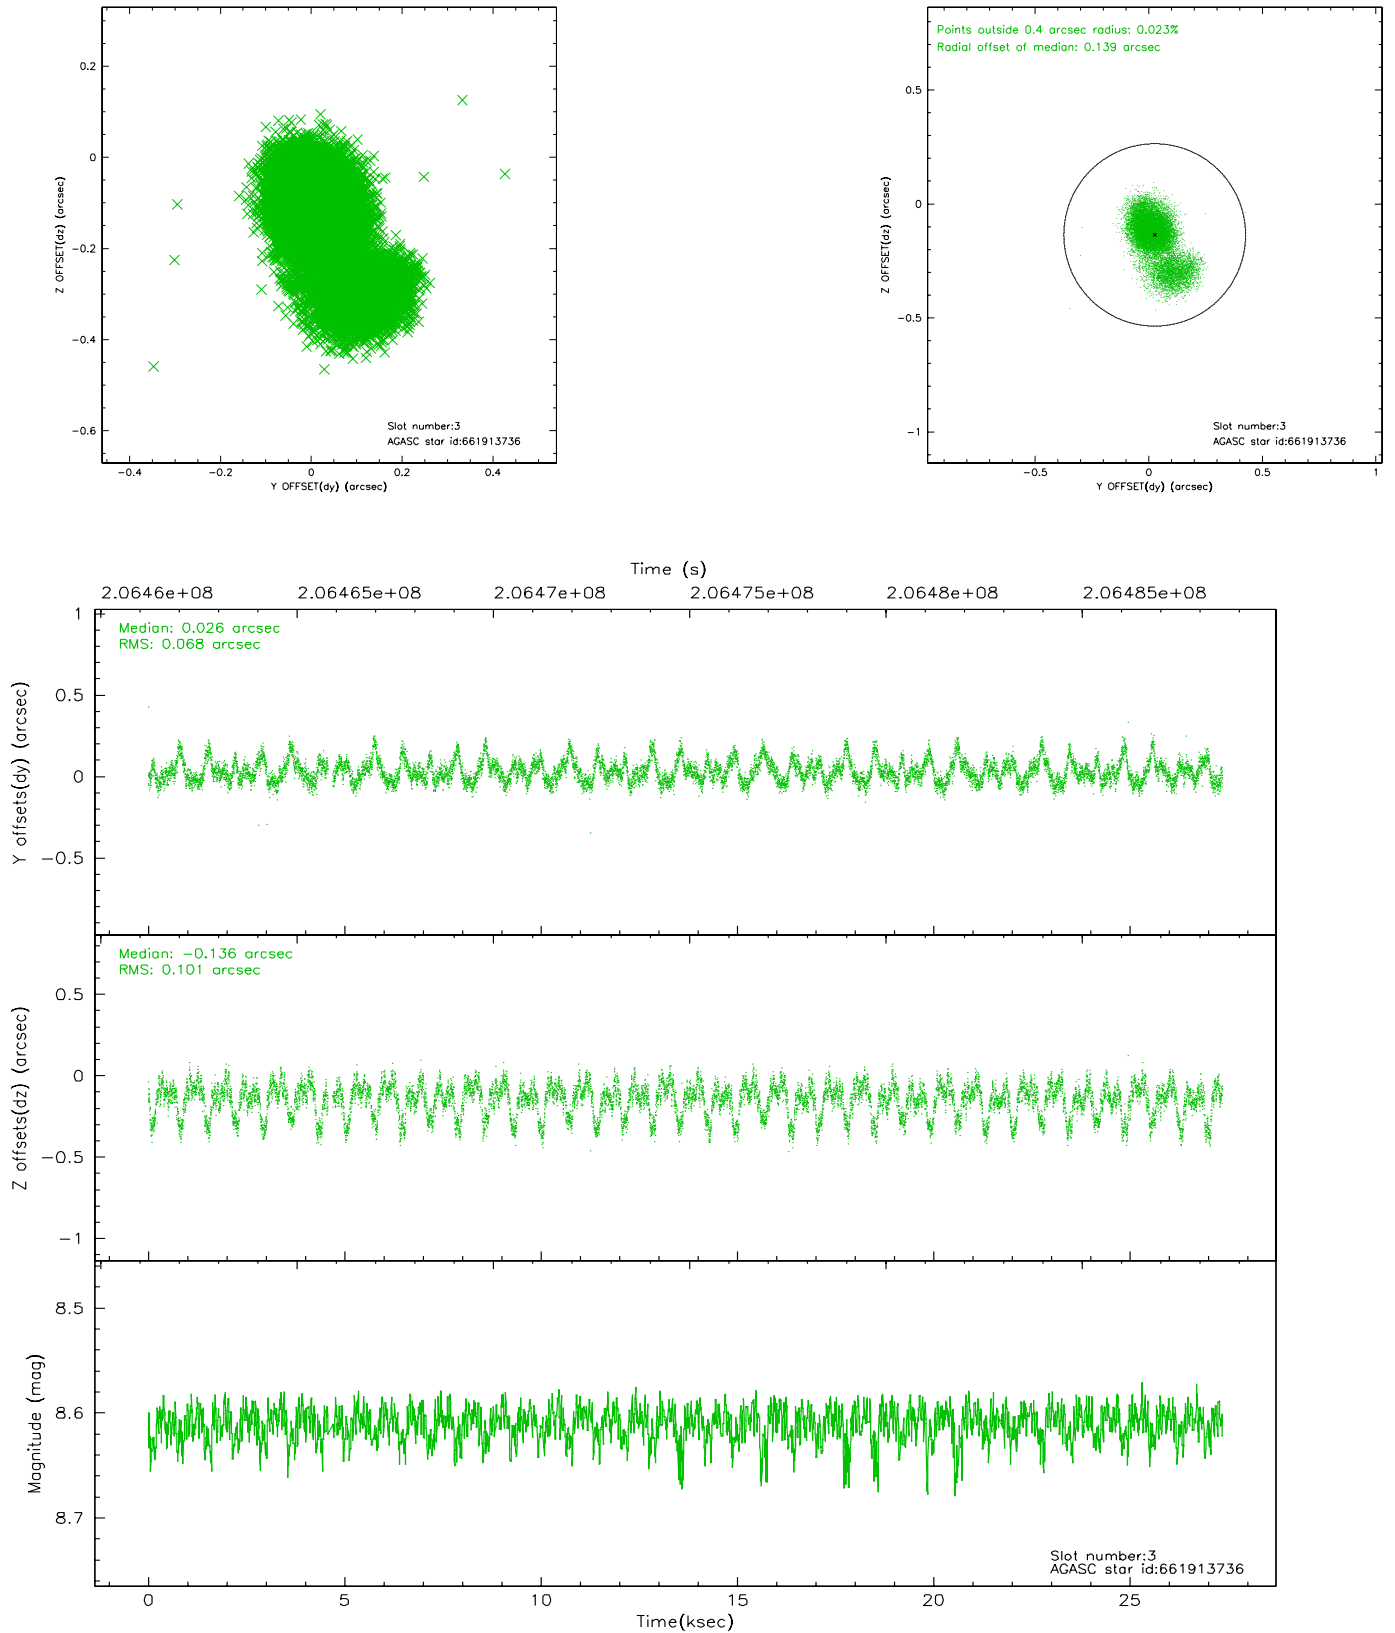 0.2
0
−0.2
−0.4
−0.6
Z OFFSET(dz) (arcsec)
Slot number:3
AGASC star id:661913736
−0.4 −0.2 0 0.2 0.4
Y OFFSET(dy) (arcsec)
Points outside 0.4 arcsec radius: 0.023%
Radial offset of median: 0.139 arcsec
0.5
0
−0.5
−1
Z OFFSET(dz) (arcsec)
Slot number:3
AGASC star id:661913736
−0.5 0 0.5 1
Y OFFSET(dy) (arcsec)
Time (s)
2.0646e+08 2.06465e+08 2.0647e+08 2.06475e+08 2.0648e+08 2.06485e+08
Median: 0.026 arcsec
RMS: 0.068 arcsec
1
0.5
0
−0.5
Y offsets(dy) (arcsec)
Median: −0.136 arcsec
RMS: 0.101 arcsec
0.5
0
−0.5
−1
Z offsets(dz) (arcsec)
8.5
8.6
8.7
Magnitude (mag)
Slot number:3
AGASC star id:661913736
0 5 10 15 20 25
Time(ksec)